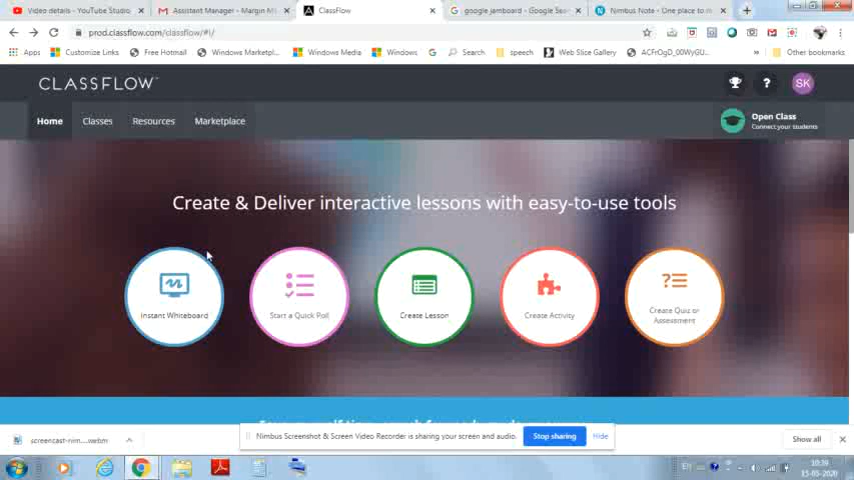 Video details - YouTube Studio
Assistant Manager - Margin M
ClassFlow
google jamboard - Google Sea
Nimbus Note - One place to m
prod.classflow.com/classflow/#!/
Apps
Customize Links
Free Hotmail
Windows Marketpl...
Windows Media
Windows
Search
speech
Web Slice Gallery
ACFrOgD_00WyGU...
Other bookmarks
CLASSFLOW
? SK
Home
Classes
Resources
Marketplace
Open Class
Connect your students
Create & Deliver interactive lessons with easy-to-use tools
Instant Whiteboard
Start a Quick Poll
Create Lesson
Create Activity
Create Quiz or
Assessment
screencast-nim....webm
Nimbus Screenshot & Screen Video Recorder is sharing your screen and audio.
Stop sharing
Hide
Show all
EN
10:39
15-05-2020